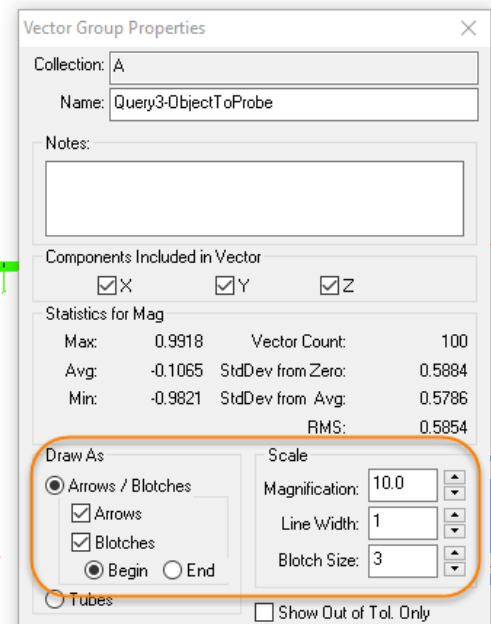 Vector Group Properties
Collection: A
Name: Query3-ObjectToProbe
Notes:
Components Included in Vector
X Y Z
Statistics for Mag
Max: 0.9918 Vector Count: 100
Avg: -0.1065 StdDev from Zero: 0.5884
Min: -0.9821 StdDev from Avg: 0.5786
RMS: 0.5854
Draw As
Arrows / Blotches
Arrows
Blotches
Begin End
Tubes
Scale
Magnification: 10.0
Line Width: 1
Blotch Size: 3
Show Out of Tol. Only